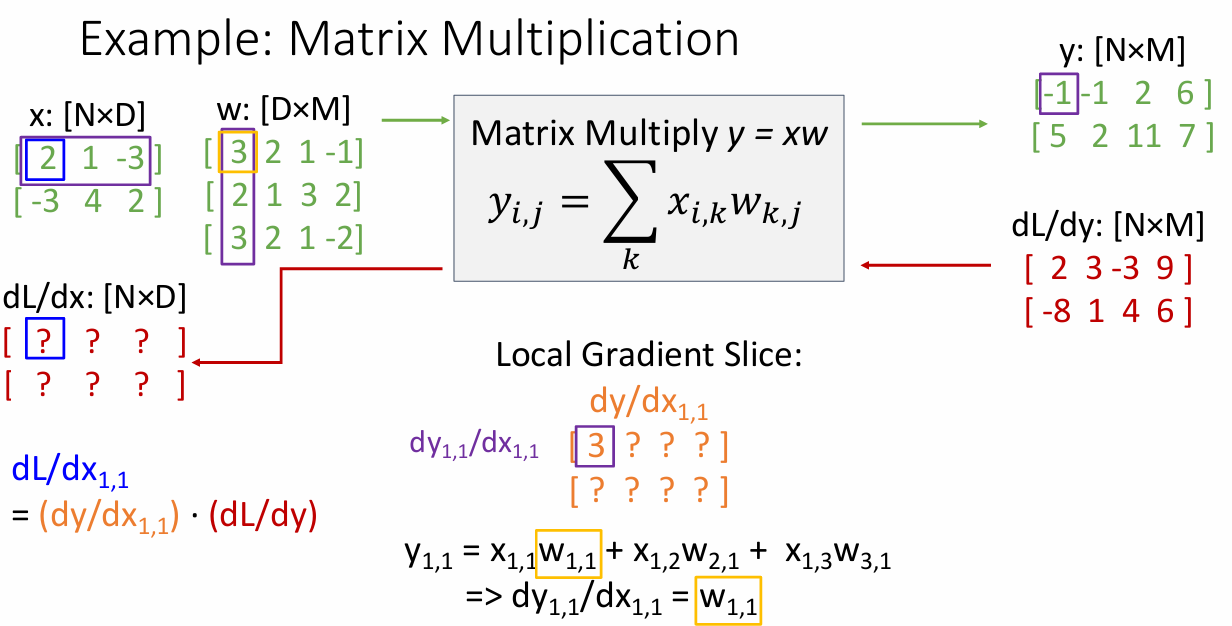 Example: Matrix Multiplication
x: [N×D]
[ 2 1 -3 ]
[ -3 4 2 ]
w: [D×M]
[ 3 2 1 -1]
[ 2 1 3 2]
[ 3 2 1 -2]
Matrix Multiply y = xw
y_{i,j} = ∑_k x_{i,k}w_{k,j}
y: [N×M]
[-1 -1 2 6 ]
[ 5 2 11 7 ]
dL/dy: [N×M]
[ 2 3 -3 9 ]
[ -8 1 4 6 ]
dL/dx: [N×D]
[ ? ? ? ]
[ ? ? ? ]
dL/dx_{1,1}
= (dy/dx_{1,1}) · (dL/dy)
Local Gradient Slice:
dy/dx_{1,1}
dy_{1,1}/dx_{1,1} [ 3 ? ? ? ]
[ ? ? ? ? ]
y_{1,1} = x_{1,1}w_{1,1} + x_{1,2}w_{2,1} + x_{1,3}w_{3,1}
=> dy_{1,1}/dx_{1,1} = w_{1,1}